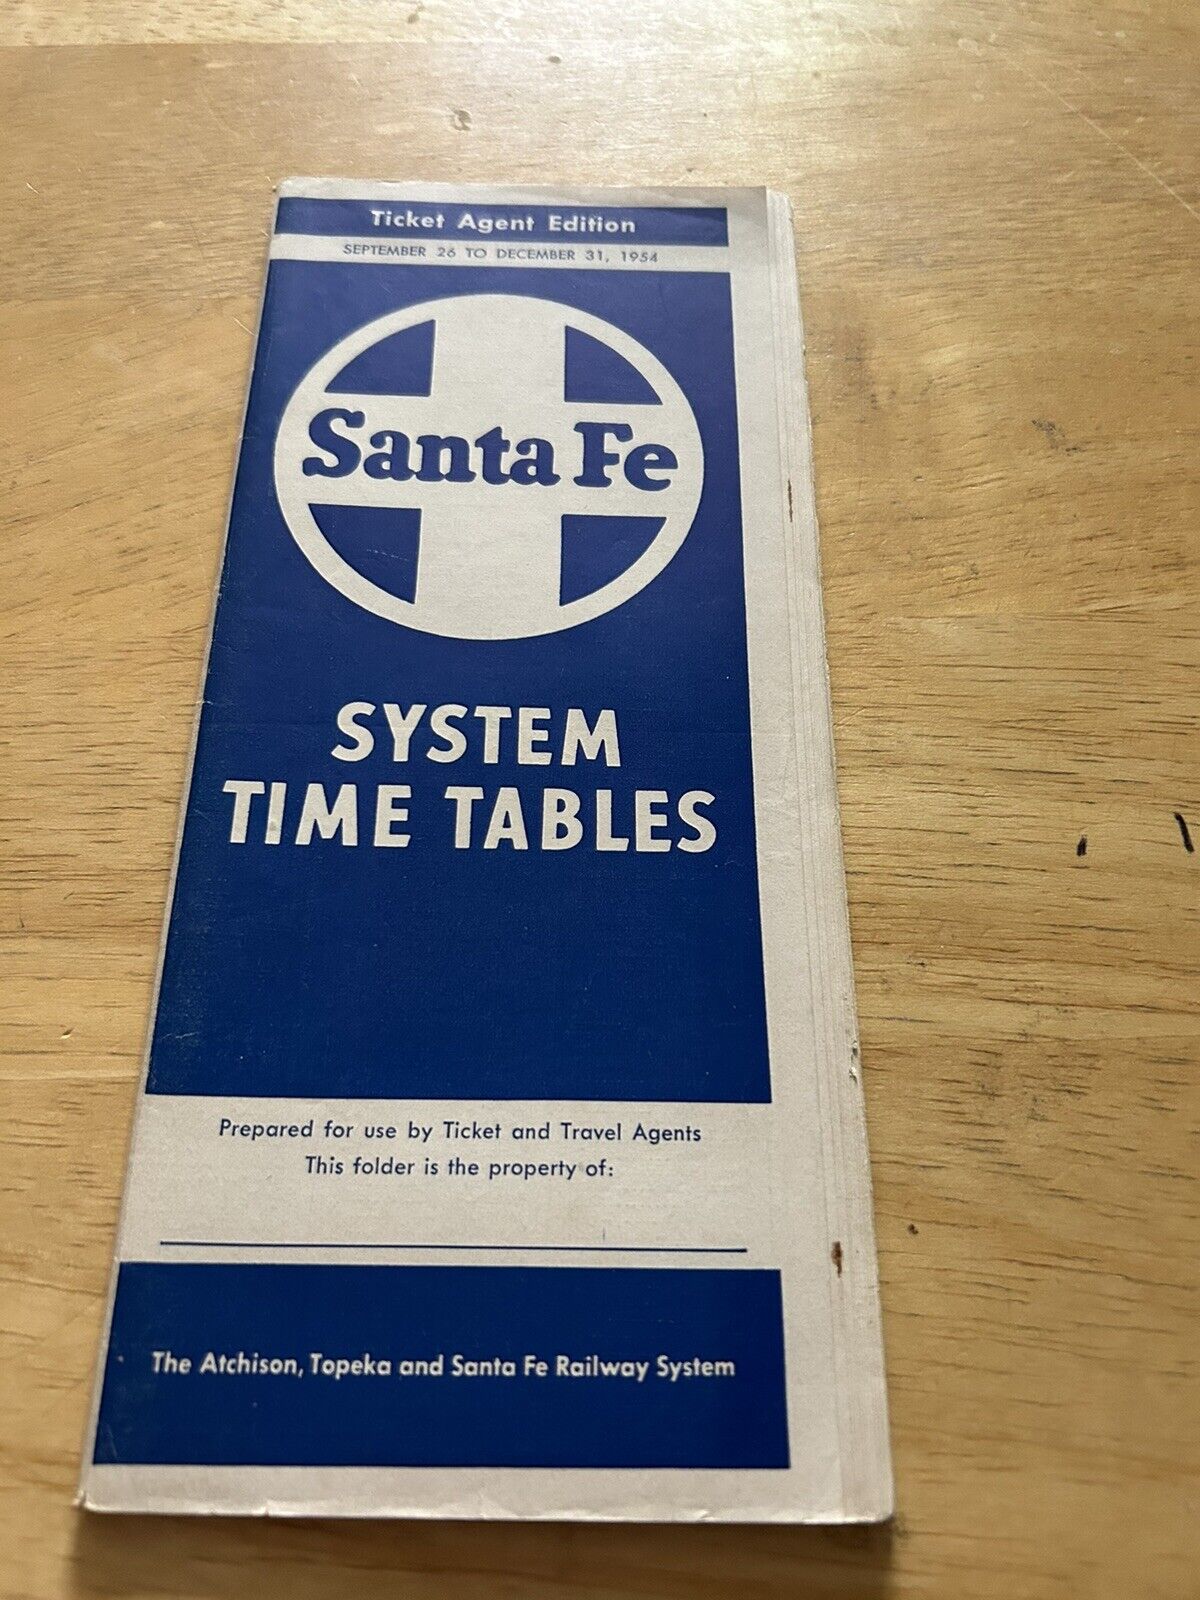 Ticket Agent Edition
SEPTEMBER 26 TO DECEMBER 31, 1954
Santa Fe
SYSTEM
TIME TABLES
Prepared for use by Ticket and Travel Agents
This folder is the property of:
The Atchison, Topeka and Santa Fe Railway System